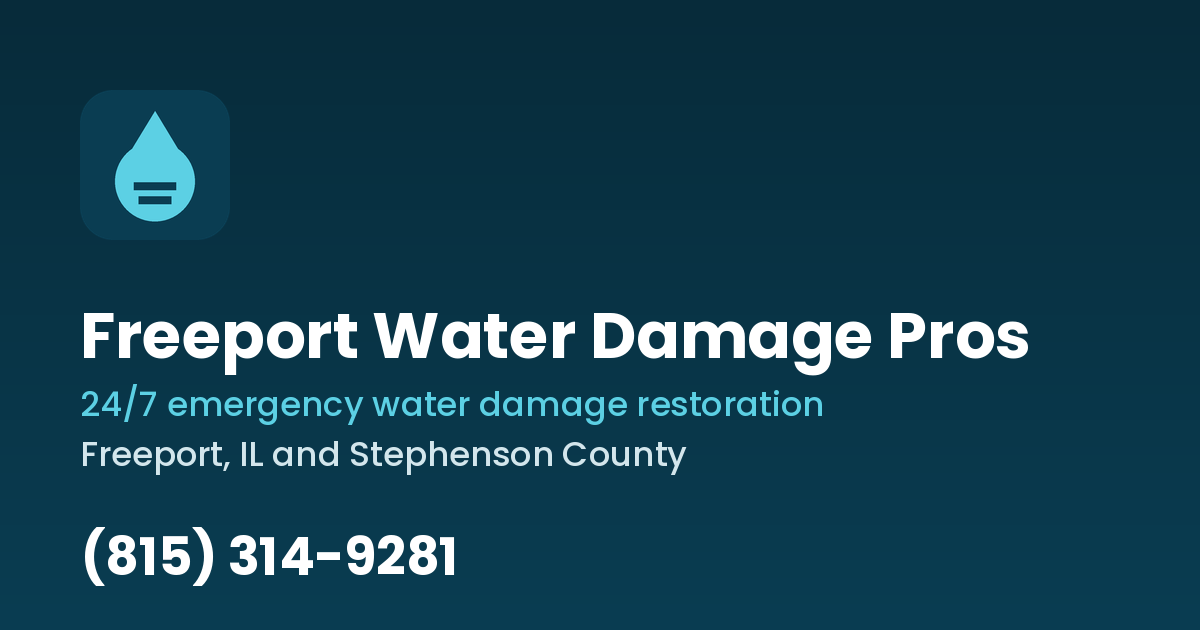 Freeport Water Damage Pros
24/7 emergency water damage restoration
Freeport, IL and Stephenson County
(815) 314-9281